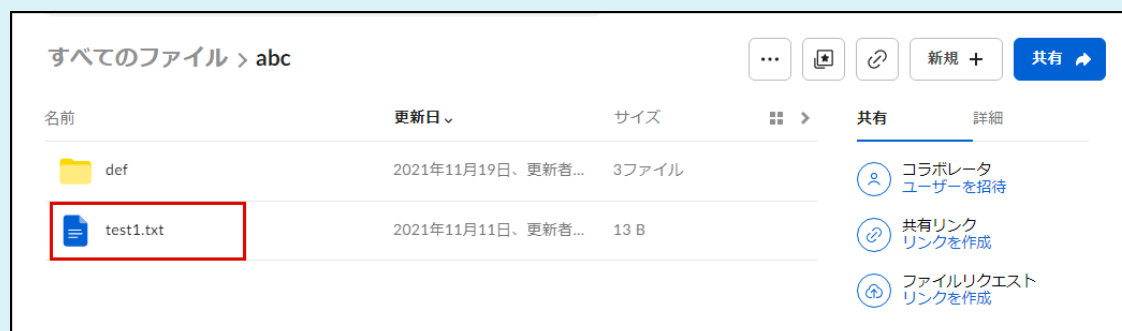 すべてのファイル > abc
新規 +
共有
名前 更新日 サイズ
共有 詳細
def 2021年11月19日、更新者... 3ファイル
test1.txt 2021年11月11日、更新者... 13 B
コラボレータ
ユーザーを招待
共有リンク
リンクを作成
ファイルリクエスト
リンクを作成